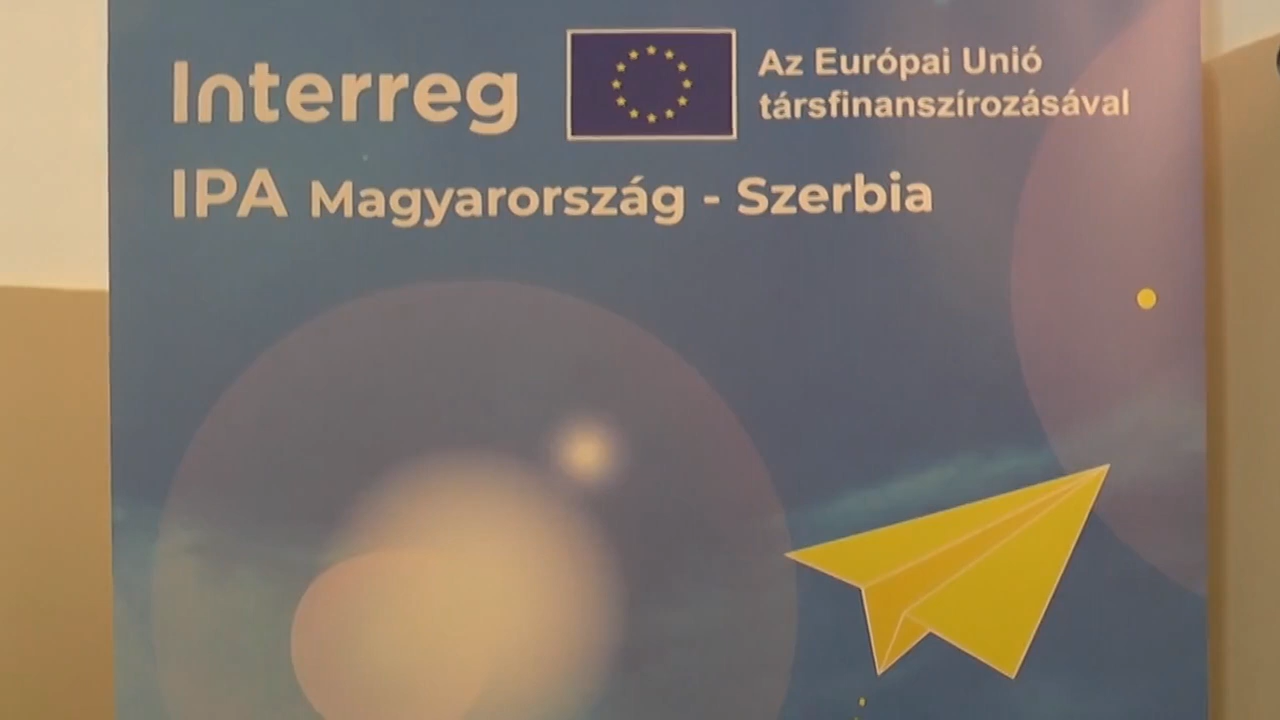 Interreg
Az Európai Unió
társfinanszírozásával
IPA Magyarország - Szerbia